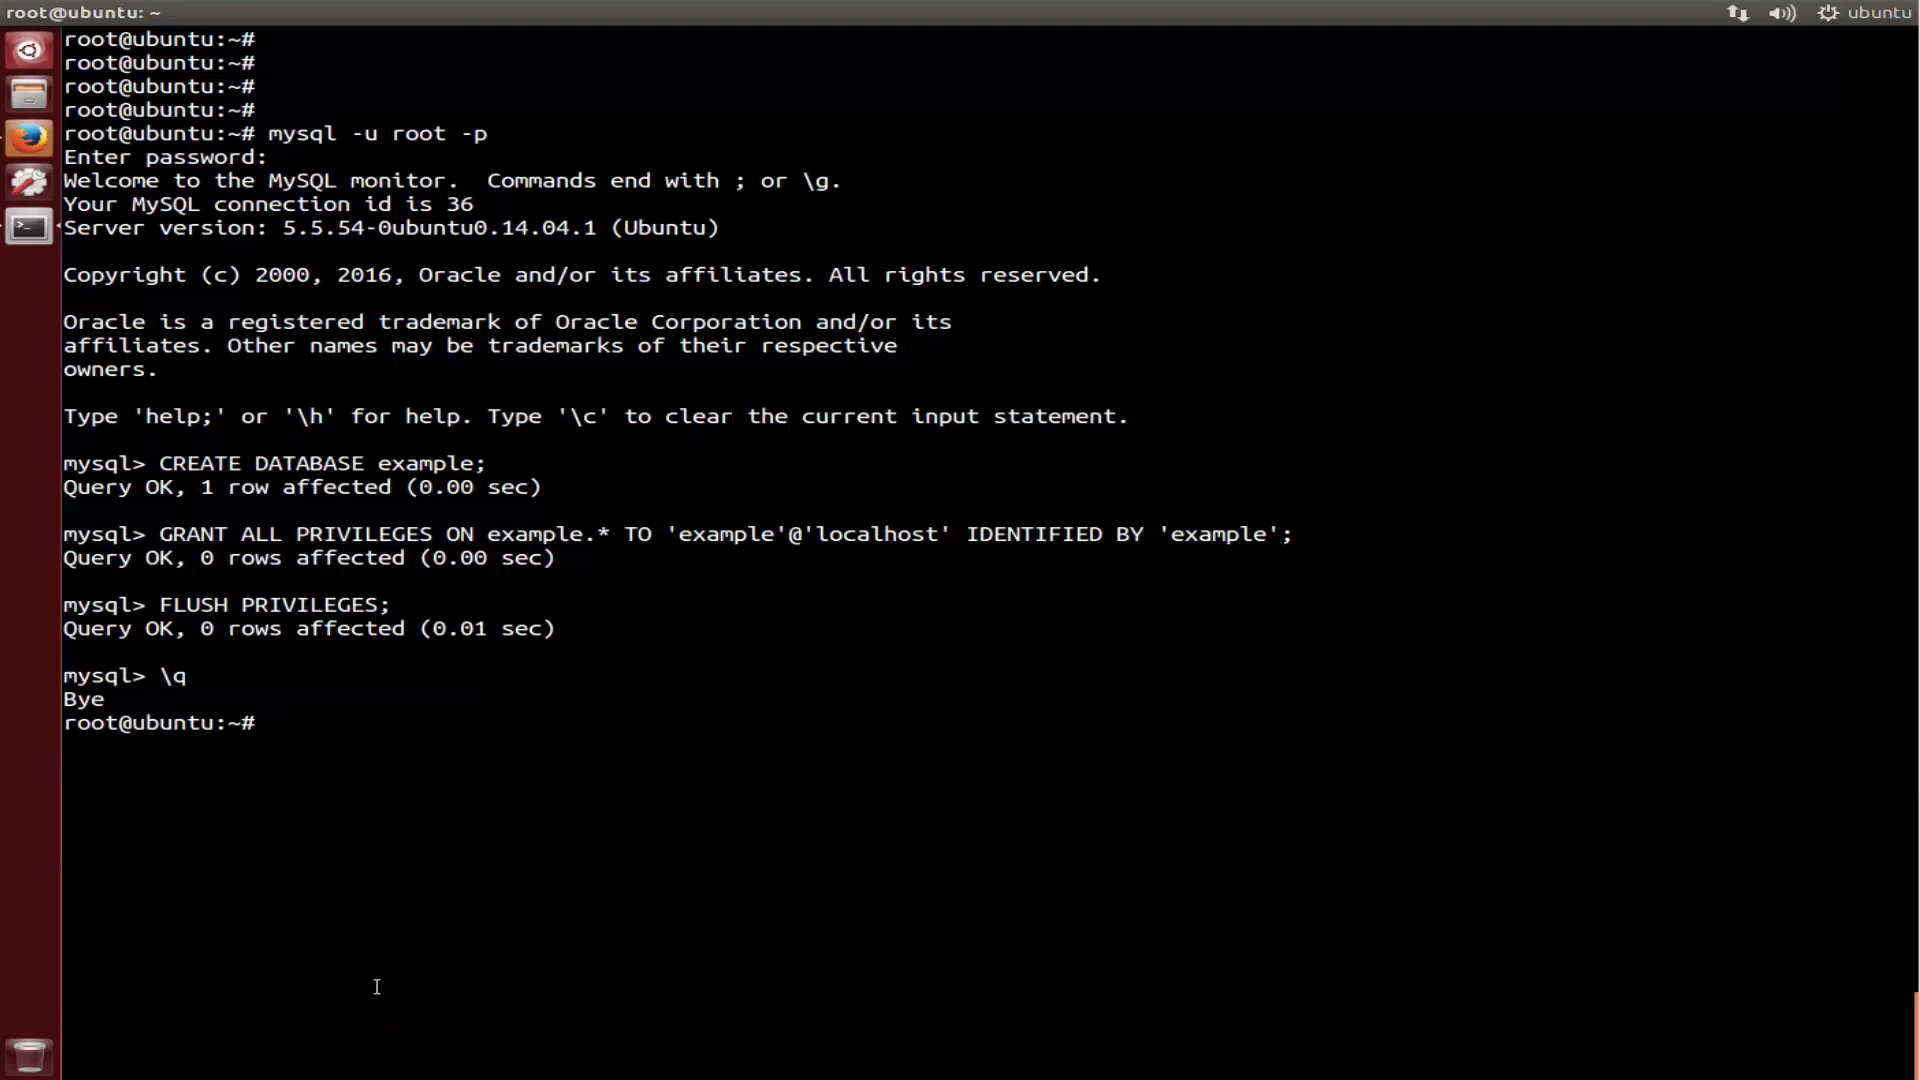 root@ubuntu: ~
ubuntu
root@ubuntu:~#
root@ubuntu:~#
root@ubuntu:~#
root@ubuntu:~#
root@ubuntu:~# mysql -u root -p
Enter password:
Welcome to the MySQL monitor.  Commands end with ; or \g.
Your MySQL connection id is 36
Server version: 5.5.54-0ubuntu0.14.04.1 (Ubuntu)
Copyright (c) 2000, 2016, Oracle and/or its affiliates. All rights reserved.
Oracle is a registered trademark of Oracle Corporation and/or its
affiliates. Other names may be trademarks of their respective
owners.
Type 'help;' or '\h' for help. Type '\c' to clear the current input statement.
mysql> CREATE DATABASE example;
Query OK, 1 row affected (0.00 sec)
mysql> GRANT ALL PRIVILEGES ON example.* TO 'example'@'localhost' IDENTIFIED BY 'example';
Query OK, 0 rows affected (0.00 sec)
mysql> FLUSH PRIVILEGES;
Query OK, 0 rows affected (0.01 sec)
mysql> \q
Bye
root@ubuntu:~#